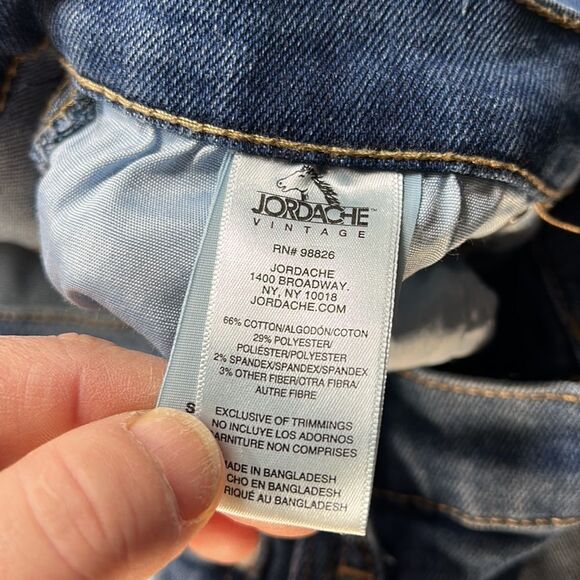 JORDACHE™
VINTAGE
RN# 98826
JORDACHE
1400 BROADWAY.
NY, NY 10018
JORDACHE.COM
66% COTTON/ALGODÓN/COTON
29% POLYESTER/
POLIÉSTER/POLYESTER
2% SPANDEX/SPANDEX/SPANDEX
3% OTHER FIBER/OTRA FIBRA/
AUTRE FIBRE
S
EXCLUSIVE OF TRIMMINGS
NO INCLUYE LOS ADORNOS
GARNITURE NON COMPRISES
MADE IN BANGLADESH
CHO EN BANGLADESH
RIQUÉ AU BANGLADESH